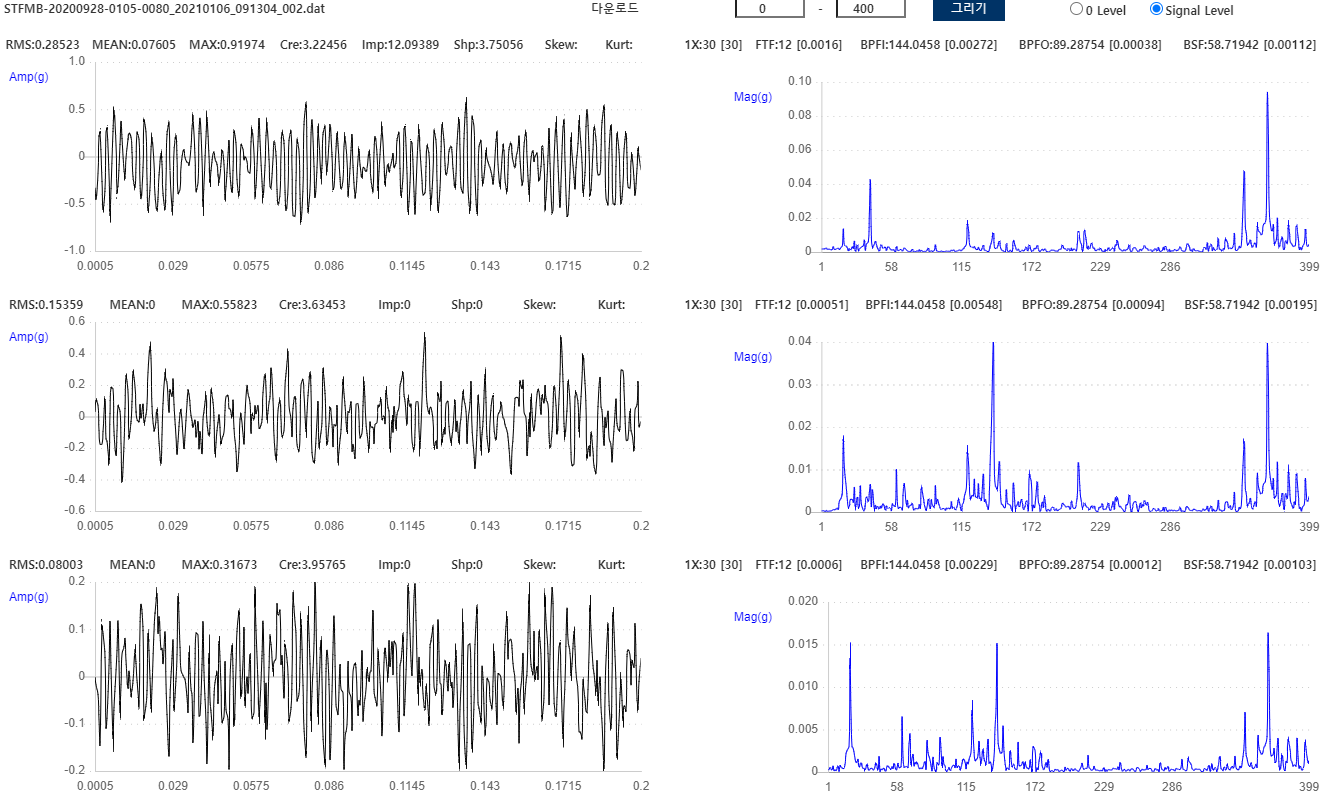 STFMB-20200928-0105-0080_20210106_091304_002.dat 다운로드 0 - 400 그리기 0 Level Signal Level
RMS:0.28523 MEAN:0.07605 MAX:0.91974 Cre:3.22456 Imp:12.09389 Shp:3.75056 Skew: Kurt:
Amp(g)
1.0
0.5
0
-0.5
-1.0
0.0005 0.029 0.0575 0.086 0.1145 0.143 0.1715 0.2
1X:30 [30] FTF:12 [0.0016] BPFI:144.0458 [0.00272] BPFO:89.28754 [0.00038] BSF:58.71942 [0.00112]
Mag(g)
0.10
0.08
0.06
0.04
0.02
0
1 58 115 172 229 286 399
RMS:0.15359 MEAN:0 MAX:0.55823 Cre:3.63453 Imp:0 Shp:0 Skew: Kurt:
Amp(g)
0.6
0.4
0.2
0
-0.2
-0.4
-0.6
0.0005 0.029 0.0575 0.086 0.1145 0.143 0.1715 0.2
1X:30 [30] FTF:12 [0.00051] BPFI:144.0458 [0.00548] BPFO:89.28754 [0.00094] BSF:58.71942 [0.00195]
Mag(g)
0.04
0.03
0.02
0.01
0
1 58 115 172 229 286 399
RMS:0.08003 MEAN:0 MAX:0.31673 Cre:3.95765 Imp:0 Shp:0 Skew: Kurt:
Amp(g)
0.2
0.1
0
-0.1
-0.2
0.0005 0.029 0.0575 0.086 0.1145 0.143 0.1715 0.2
1X:30 [30] FTF:12 [0.0006] BPFI:144.0458 [0.00229] BPFO:89.28754 [0.00012] BSF:58.71942 [0.00103]
Mag(g)
0.020
0.015
0.010
0.005
0
1 58 115 172 229 286 399